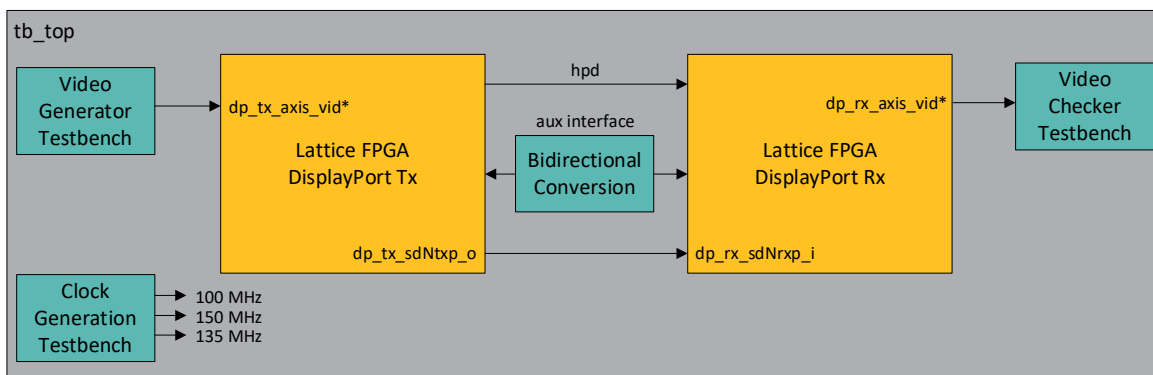 tb_top
Video
Generator
Testbench
dp_tx_axis_vid*
Lattice FPGA
DisplayPort Tx
dp_tx_sdNtxp_o
hpd
aux interface
Bidirectional
Conversion
dp_rx_axis_vid*
Lattice FPGA
DisplayPort Rx
dp_rx_sdNrxp_i
Video
Checker
Testbench
Clock
Generation
Testbench
100 MHz
150 MHz
135 MHz